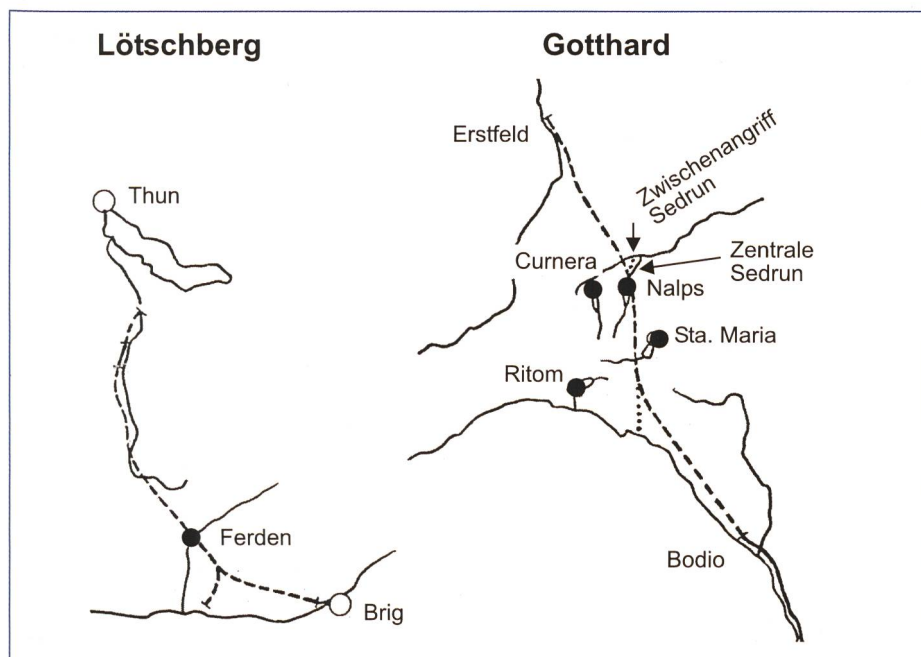 Lötschberg
Thun
Ferden
Brig
Gotthard
Erstfeld
Zwischenangriff
Sedrun
Curnera
Zentrale
Sedrun
Nalps
Sta. Maria
Ritom
Bodio